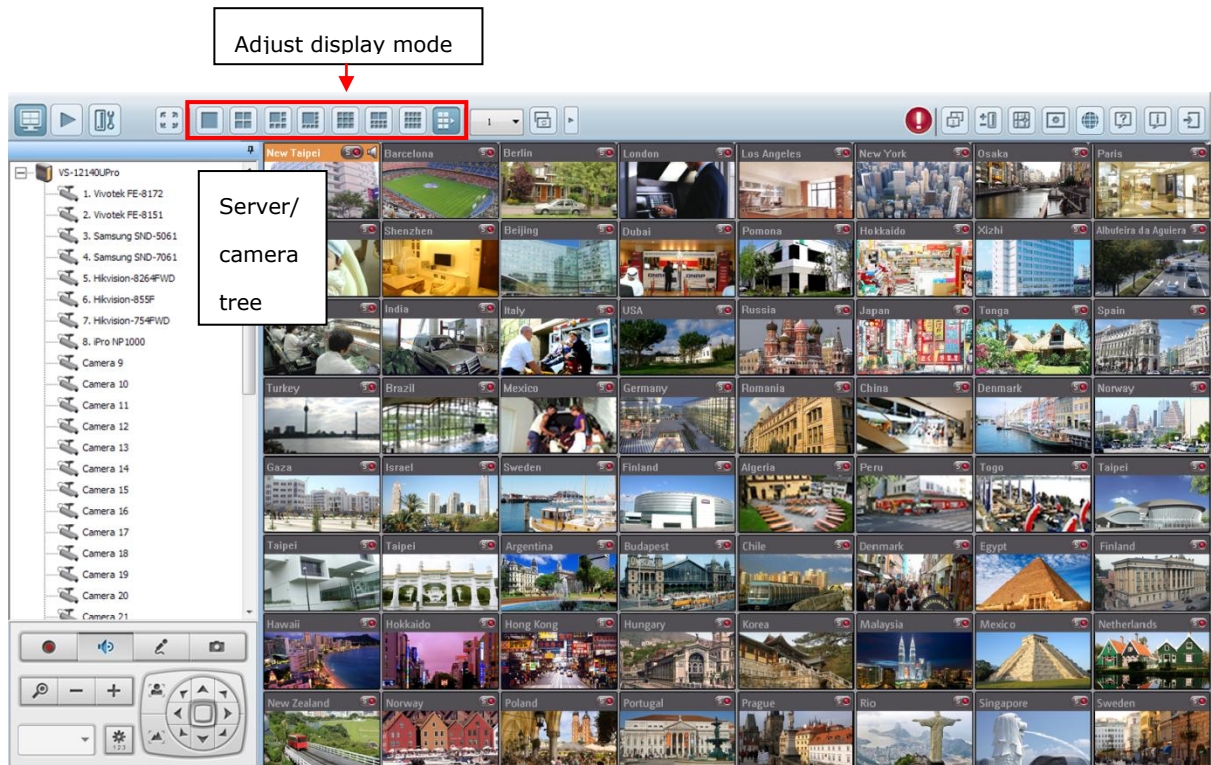 Adjust display mode
1
VS-12140UPro
1. Vivotek FE-8172
2. Vivotek FE-8151
3. Samsung SND-5061
4. Samsung SND-7061
5. Hikvision-8264FWD
6. Hikvision-855F
7. Hikvision-754FWD
8. iPro NP1000
Camera 9
Camera 10
Camera 11
Camera 12
Camera 13
Camera 14
Camera 15
Camera 16
Camera 17
Camera 18
Camera 19
Camera 20
Camera 21
Server/
camera
tree
New Taipei Barcelona Berlin London Los Angeles New York Osaka Paris
Shenzhen Beijing Dubai Pomona Hokkaido Xizhi Albufeira da Aguiera
India Italy USA Russia Japan Tonga Spain
Turkey Brazil Mexico Germany Romania China Denmark Norway
Gaza Israel Sweden Finland Algeria Peru Togo Taipei
Taipei Taipei Argentina Budapest Chile Denmark Egypt Finland
Hawaii Hokkaido Hong Kong Hungary Korea Malaysia Mexico Netherlands
New Zealand Norway Poland Portugal Prague Rio Singapore Sweden
123